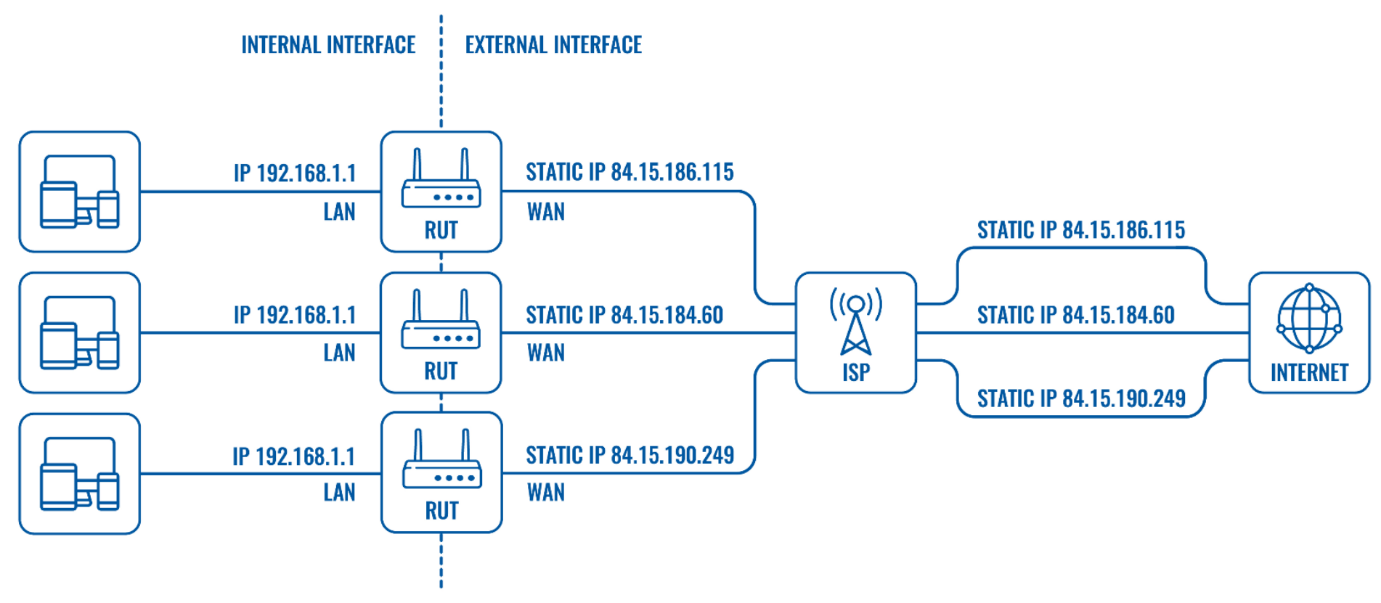 INTERNAL INTERFACE
EXTERNAL INTERFACE
IP 192.168.1.1
LAN
RUT
STATIC IP 84.15.186.115
WAN
IP 192.168.1.1
LAN
RUT
STATIC IP 84.15.184.60
WAN
IP 192.168.1.1
LAN
RUT
STATIC IP 84.15.190.249
WAN
ISP
STATIC IP 84.15.186.115
STATIC IP 84.15.184.60
STATIC IP 84.15.190.249
INTERNET